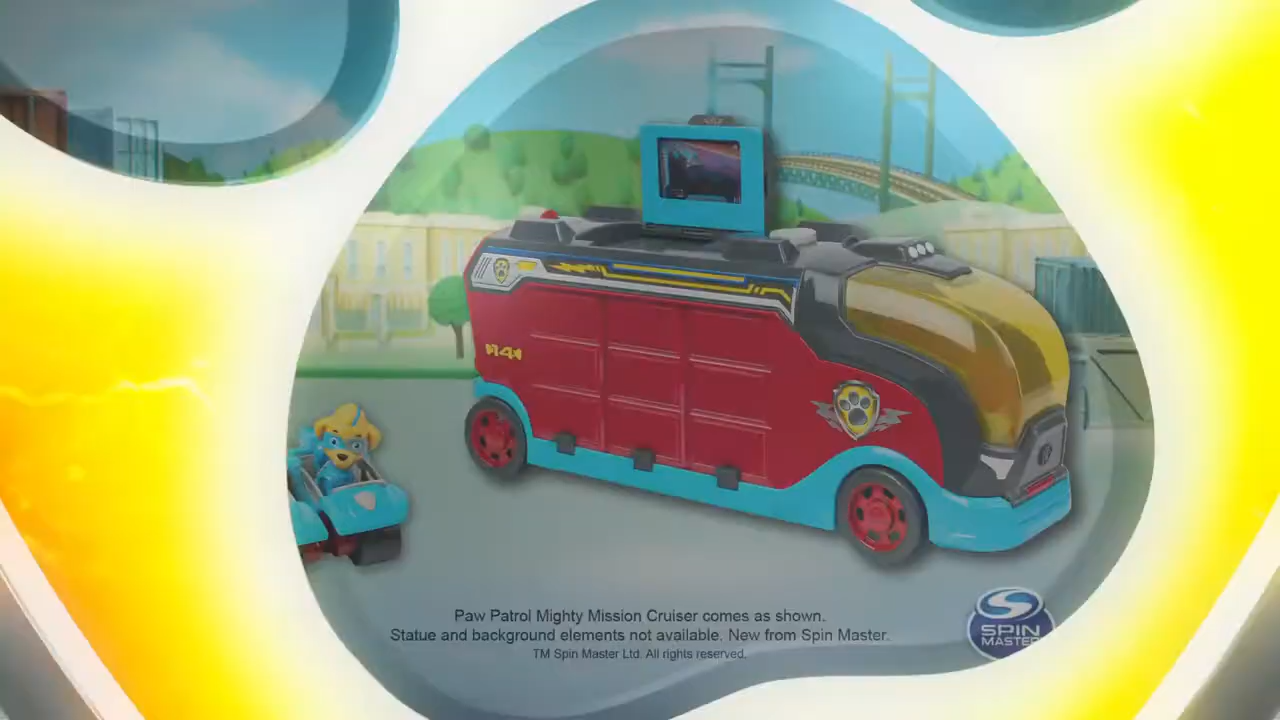 Paw Patrol Mighty Mission Cruiser comes as shown.
Statue and background elements not available. New from Spin Master.
TM Spin Master Ltd. All rights reserved.
SPIN
MASTER